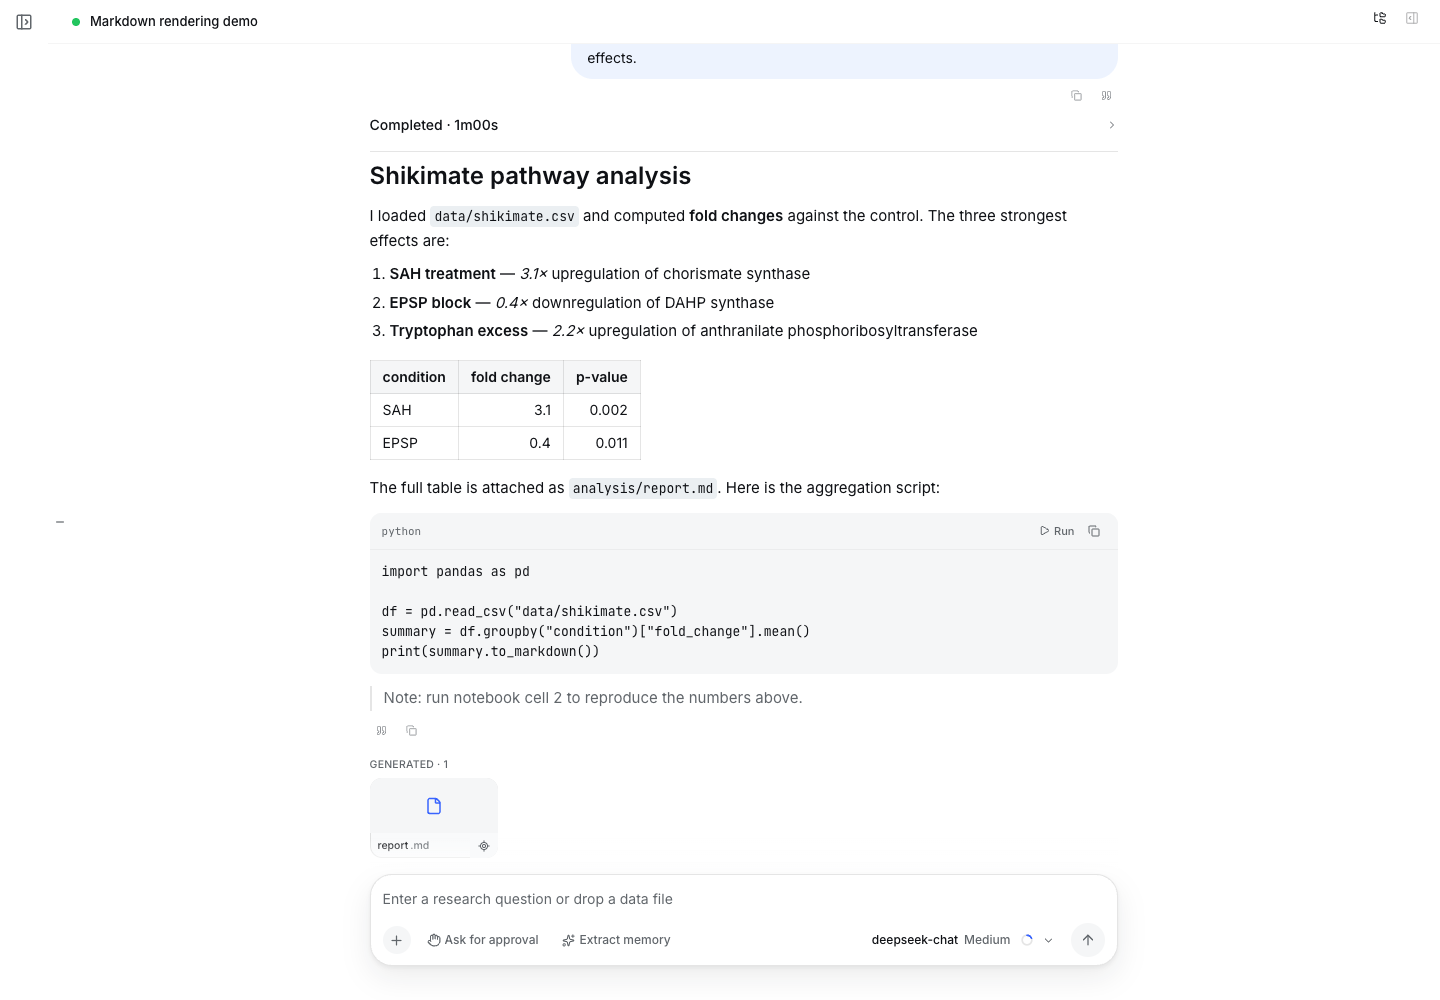 Markdown rendering demo
effects.
Completed · 1m00s
Shikimate pathway analysis
I loaded data/shikimate.csv and computed fold changes against the control. The three strongest
effects are:
1. SAH treatment — 3.1× upregulation of chorismate synthase
2. EPSP block — 0.4× downregulation of DAHP synthase
3. Tryptophan excess — 2.2× upregulation of anthranilate phosphoribosyltransferase
condition fold change p-value
SAH 3.1 0.002
EPSP 0.4 0.011
The full table is attached as analysis/report.md. Here is the aggregation script:
python Run
import pandas as pd
df = pd.read_csv("data/shikimate.csv")
summary = df.groupby("condition")["fold_change"].mean()
print(summary.to_markdown())
Note: run notebook cell 2 to reproduce the numbers above.
GENERATED · 1
report .md
Enter a research question or drop a data file
Ask for approval Extract memory deepseek-chat Medium